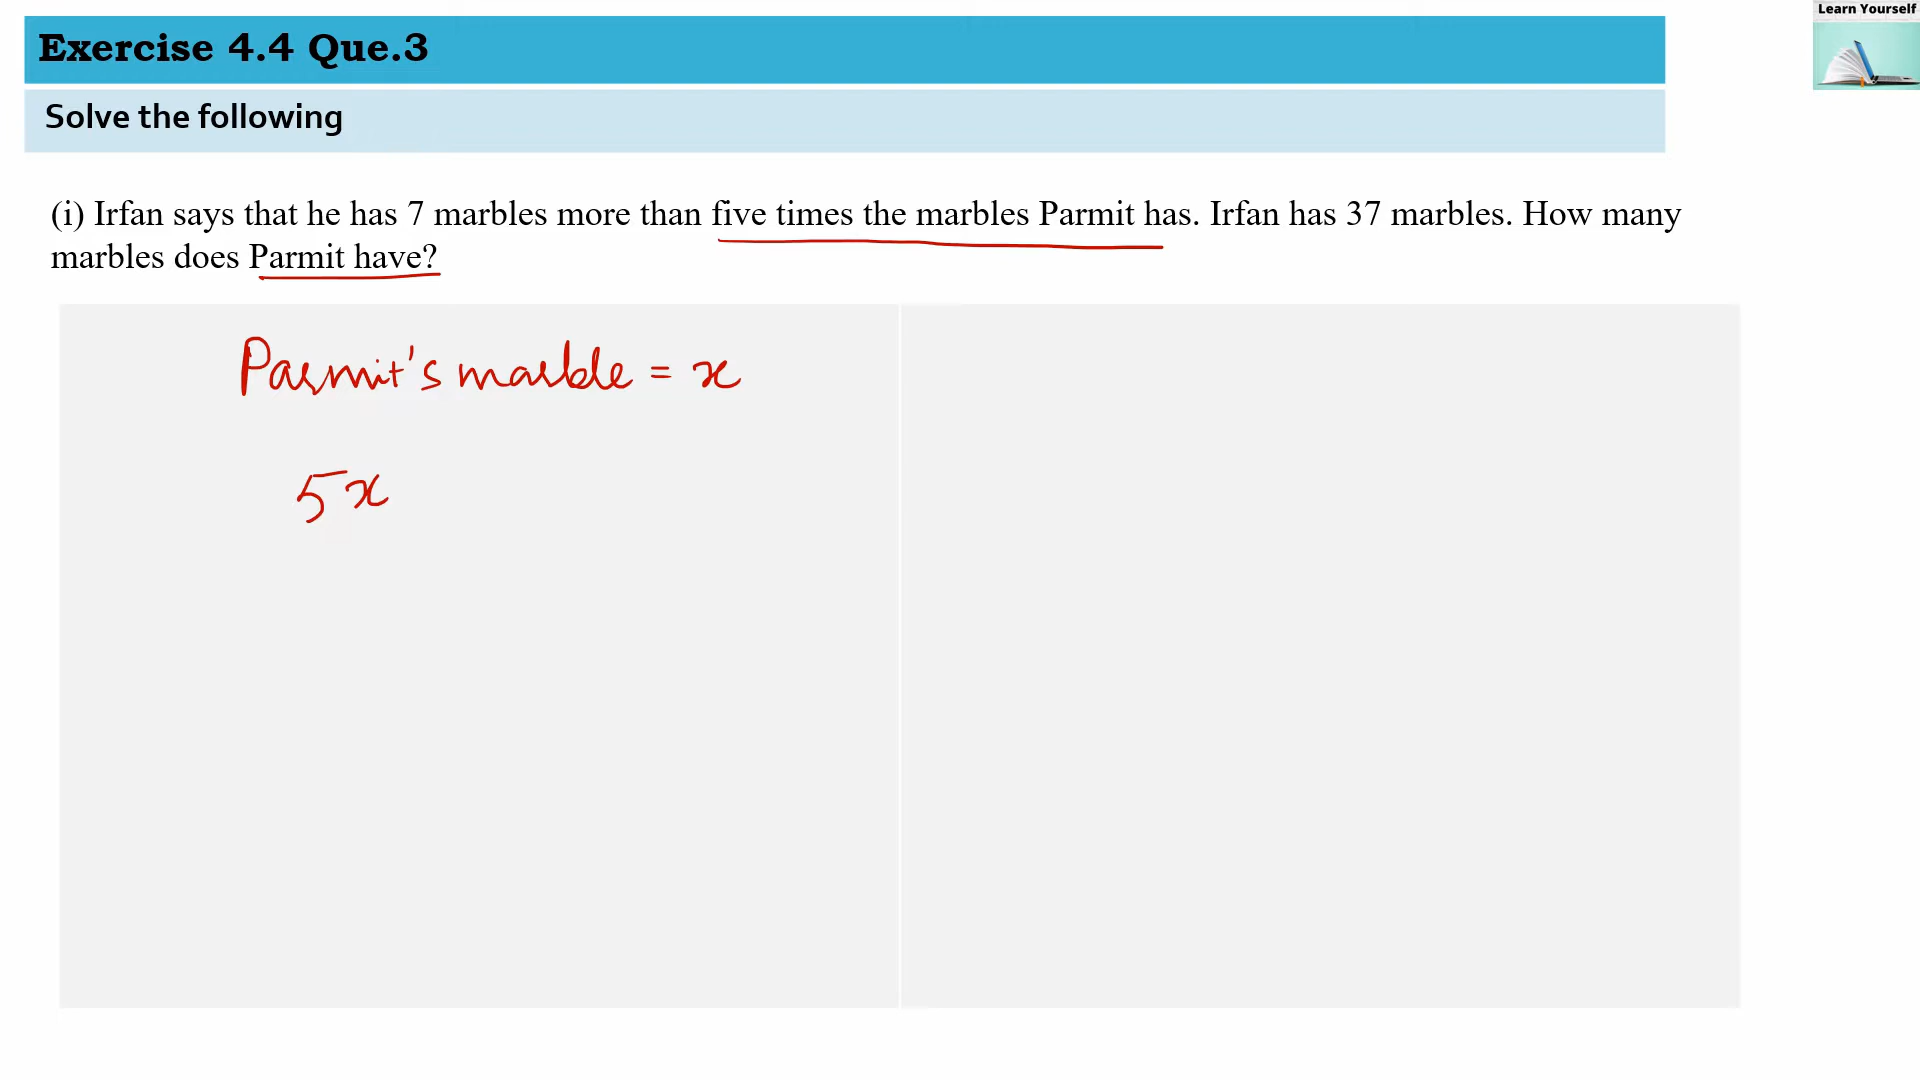 Learn Yourself
Exercise 4.4 Que.3
Solve the following
(i) Irfan says that he has 7 marbles more than five times the marbles Parmit has. Irfan has 37 marbles. How many
marbles does Parmit have?
Parmit's marble = x
5x